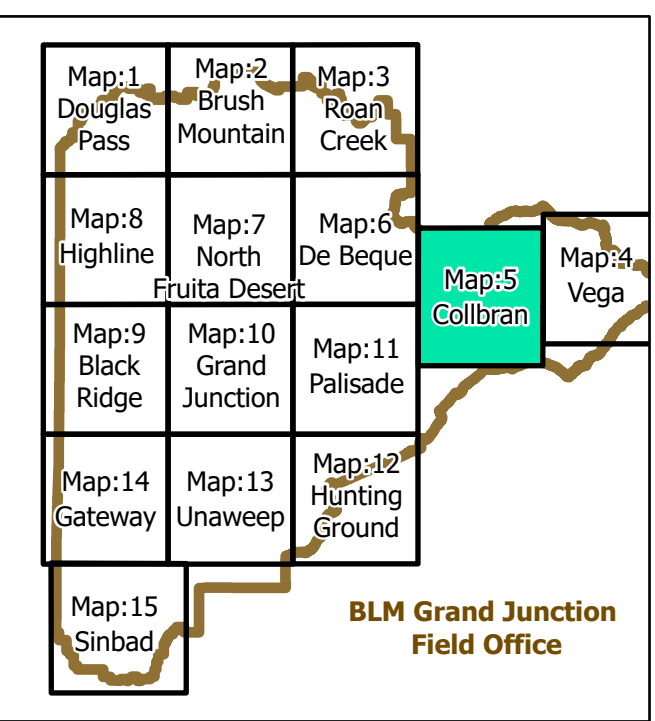 Map:1
Douglas
Pass
Map:2
Brush
Mountain
Map:3
Roan
Creek
Map:8
Highline
Map:7
North
Fruita Desert
Map:6
De Beque
Map:5
Collbran
Map:4
Vega
Map:9
Black
Ridge
Map:10
Grand
Junction
Map:11
Palisade
Map:14
Gateway
Map:13
Unaweep
Map:12
Hunting
Ground
Map:15
Sinbad
BLM Grand Junction
Field Office